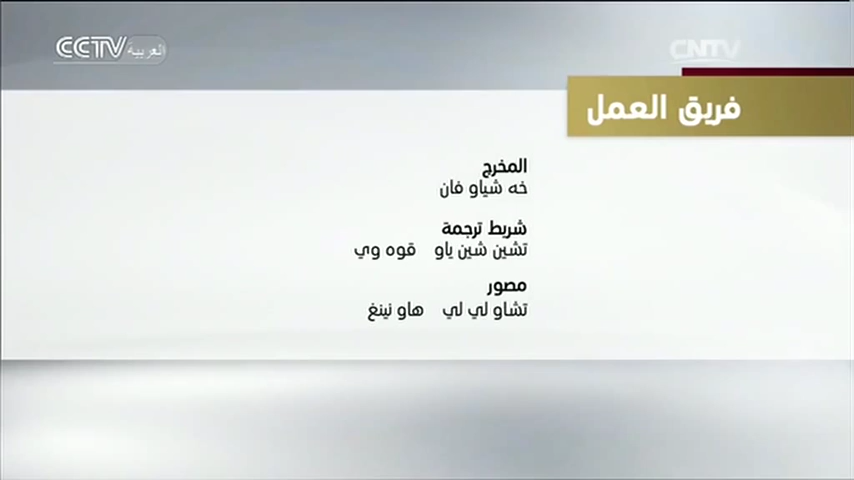 CCTV العربية
CNTV
فريق العمل
المخرج
خه شياو فان
شريط ترجمة
تشين شين ياو   قوه وي
مصور
تشاو لي لي   هاو نينغ